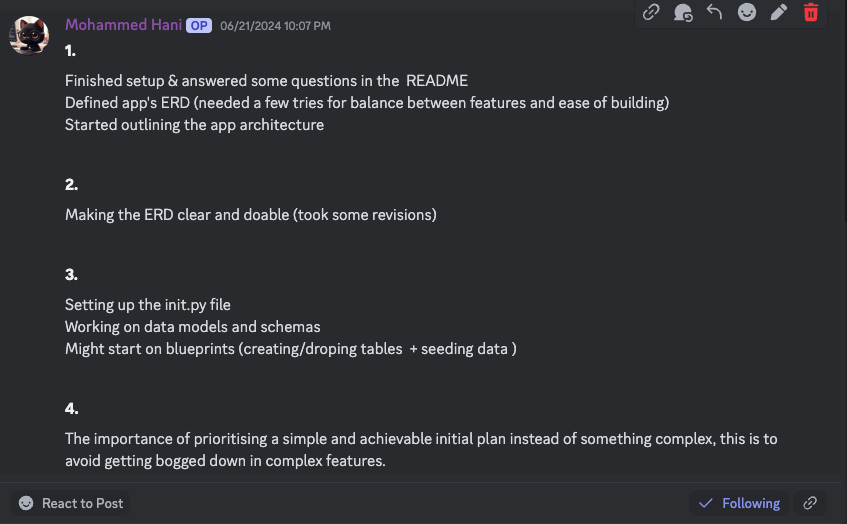 Mohammed Hani OP 06/21/2024 10:07 PM
1.
Finished setup & answered some questions in the README
Defined app's ERD (needed a few tries for balance between features and ease of building)
Started outlining the app architecture
2.
Making the ERD clear and doable (took some revisions)
3.
Setting up the init.py file
Working on data models and schemas
Might start on blueprints (creating/droping tables + seeding data )
4.
The importance of prioritising a simple and achievable initial plan instead of something complex, this is to
avoid getting bogged down in complex features.
React to Post
Following